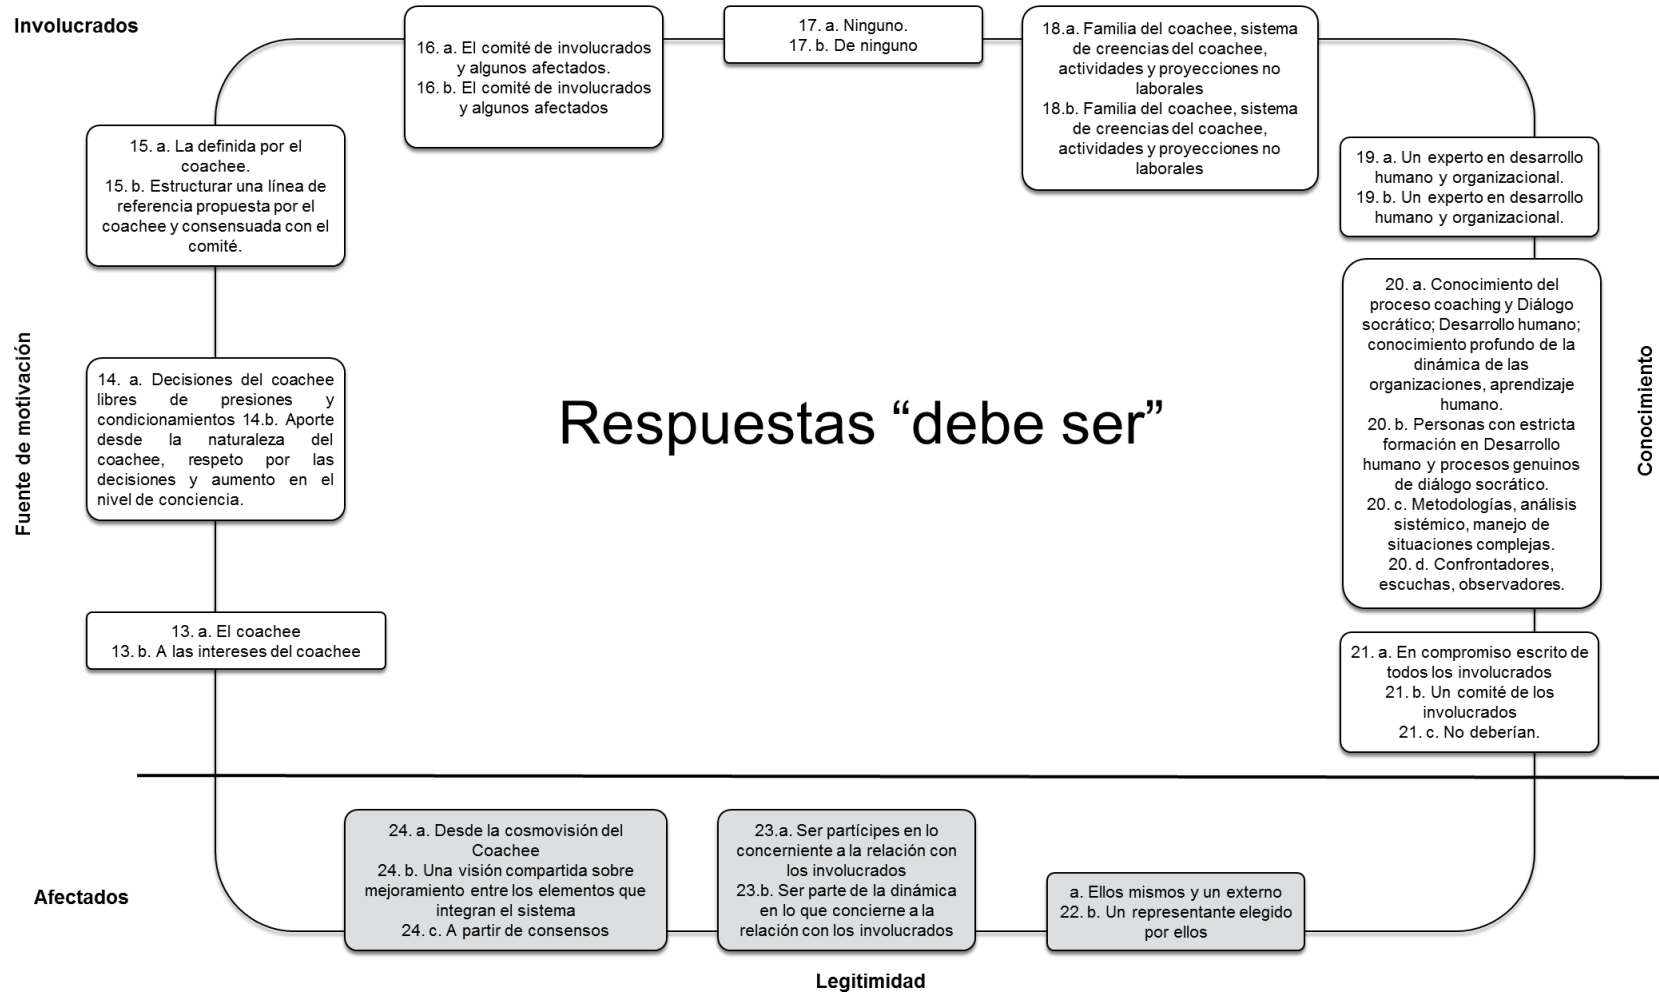 Involucrados
16. a. El comité de involucrados
y algunos afectados.
16. b. El comité de involucrados
y algunos afectados
17. a. Ninguno.
17. b. De ninguno
18.a. Familia del coachee, sistema
de creencias del coachee,
actividades y proyecciones no
laborales
18.b. Familia del coachee, sistema
de creencias del coachee,
actividades y proyecciones no
laborales
15. a. La definida por el
coachee.
15. b. Estructurar una línea de
referencia propuesta por el
coachee y consensuada con el
comité.
19. a. Un experto en desarrollo
humano y organizacional.
19. b. Un experto en desarrollo
humano y organizacional.
Fuente de motivación
14. a. Decisiones del coachee
libres de presiones y
condicionamientos 14.b. Aporte
desde la naturaleza del
coachee, respeto por las
decisiones y aumento en el
nivel de conciencia.
Respuestas “debe ser”
20. a. Conocimiento del
proceso coaching y Diálogo
socrático; Desarrollo humano;
conocimiento profundo de la
dinámica de las
organizaciones, aprendizaje
humano.
20. b. Personas con estricta
formación en Desarrollo
humano y procesos genuinos
de diálogo socrático.
20. c. Metodologías, análisis
sistémico, manejo de
situaciones complejas.
20. d. Confrontadores,
escuchas, observadores.
Conocimiento
13. a. El coachee
13. b. A las intereses del coachee
21. a. En compromiso escrito de
todos los involucrados
21. b. Un comité de los
involucrados
21. c. No deberían.
Afectados
24. a. Desde la cosmovisión del
Coachee
24. b. Una visión compartida sobre
mejoramiento entre los elementos que
integran el sistema
24. c. A partir de consensos
23.a. Ser partícipes en lo
concerniente a la relación con
los involucrados
23.b. Ser parte de la dinámica
en lo que concierne a la
relación con los involucrados
a. Ellos mismos y un externo
22. b. Un representante elegido
por ellos
Legitimidad